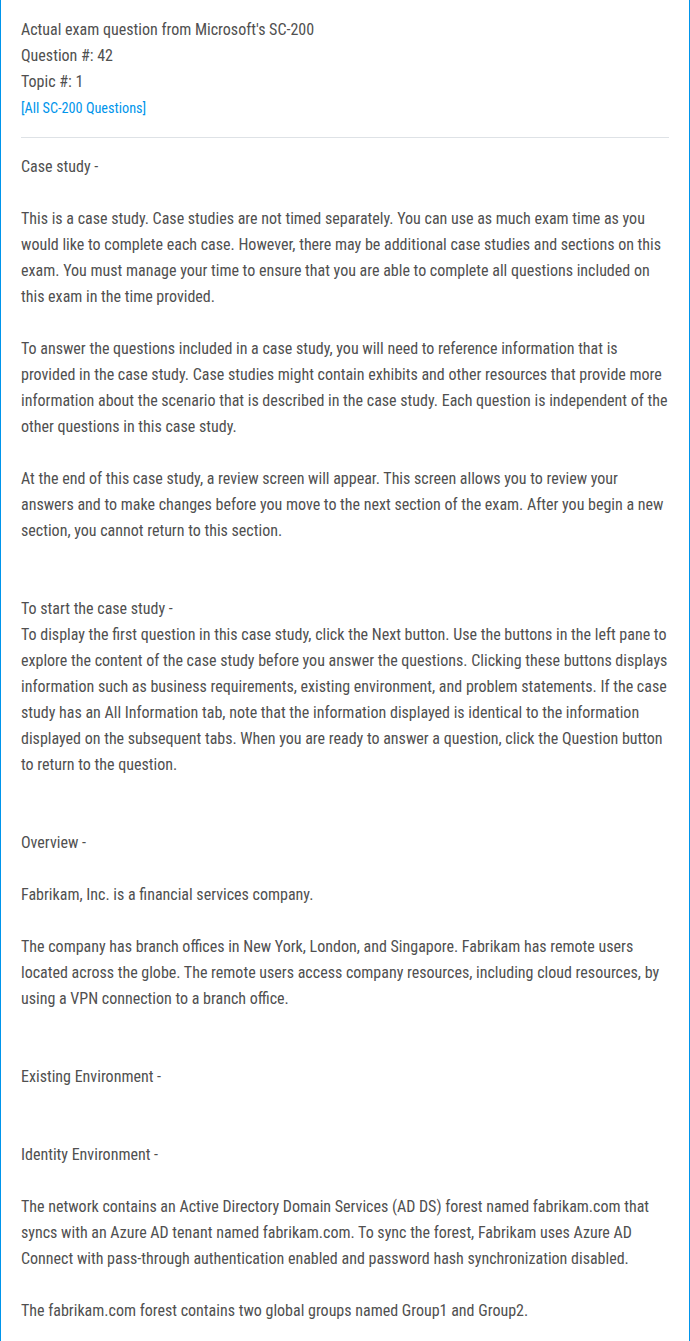 Actual exam question from Microsoft's SC-200
Question #: 42
Topic #: 1
[All SC-200 Questions]
Case study -
This is a case study. Case studies are not timed separately. You can use as much exam time as you
would like to complete each case. However, there may be additional case studies and sections on this
exam. You must manage your time to ensure that you are able to complete all questions included on
this exam in the time provided.
To answer the questions included in a case study, you will need to reference information that is
provided in the case study. Case studies might contain exhibits and other resources that provide more
information about the scenario that is described in the case study. Each question is independent of the
other questions in this case study.
At the end of this case study, a review screen will appear. This screen allows you to review your
answers and to make changes before you move to the next section of the exam. After you begin a new
section, you cannot return to this section.
To start the case study -
To display the first question in this case study, click the Next button. Use the buttons in the left pane to
explore the content of the case study before you answer the questions. Clicking these buttons displays
information such as business requirements, existing environment, and problem statements. If the case
study has an All Information tab, note that the information displayed is identical to the information
displayed on the subsequent tabs. When you are ready to answer a question, click the Question button
to return to the question.
Overview -
Fabrikam, Inc. is a financial services company.
The company has branch offices in New York, London, and Singapore. Fabrikam has remote users
located across the globe. The remote users access company resources, including cloud resources, by
using a VPN connection to a branch office.
Existing Environment -
Identity Environment -
The network contains an Active Directory Domain Services (AD DS) forest named fabrikam.com that
syncs with an Azure AD tenant named fabrikam.com. To sync the forest, Fabrikam uses Azure AD
Connect with pass-through authentication enabled and password hash synchronization disabled.
The fabrikam.com forest contains two global groups named Group1 and Group2.